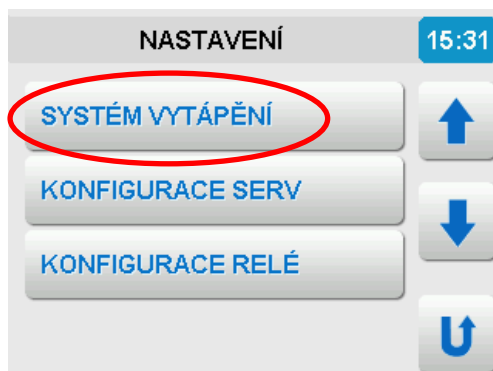 NASTAVENÍ
15:31
SYSTÉM VYTÁPĚNÍ
KONFIGURACE SERV
KONFIGURACE RELÉ